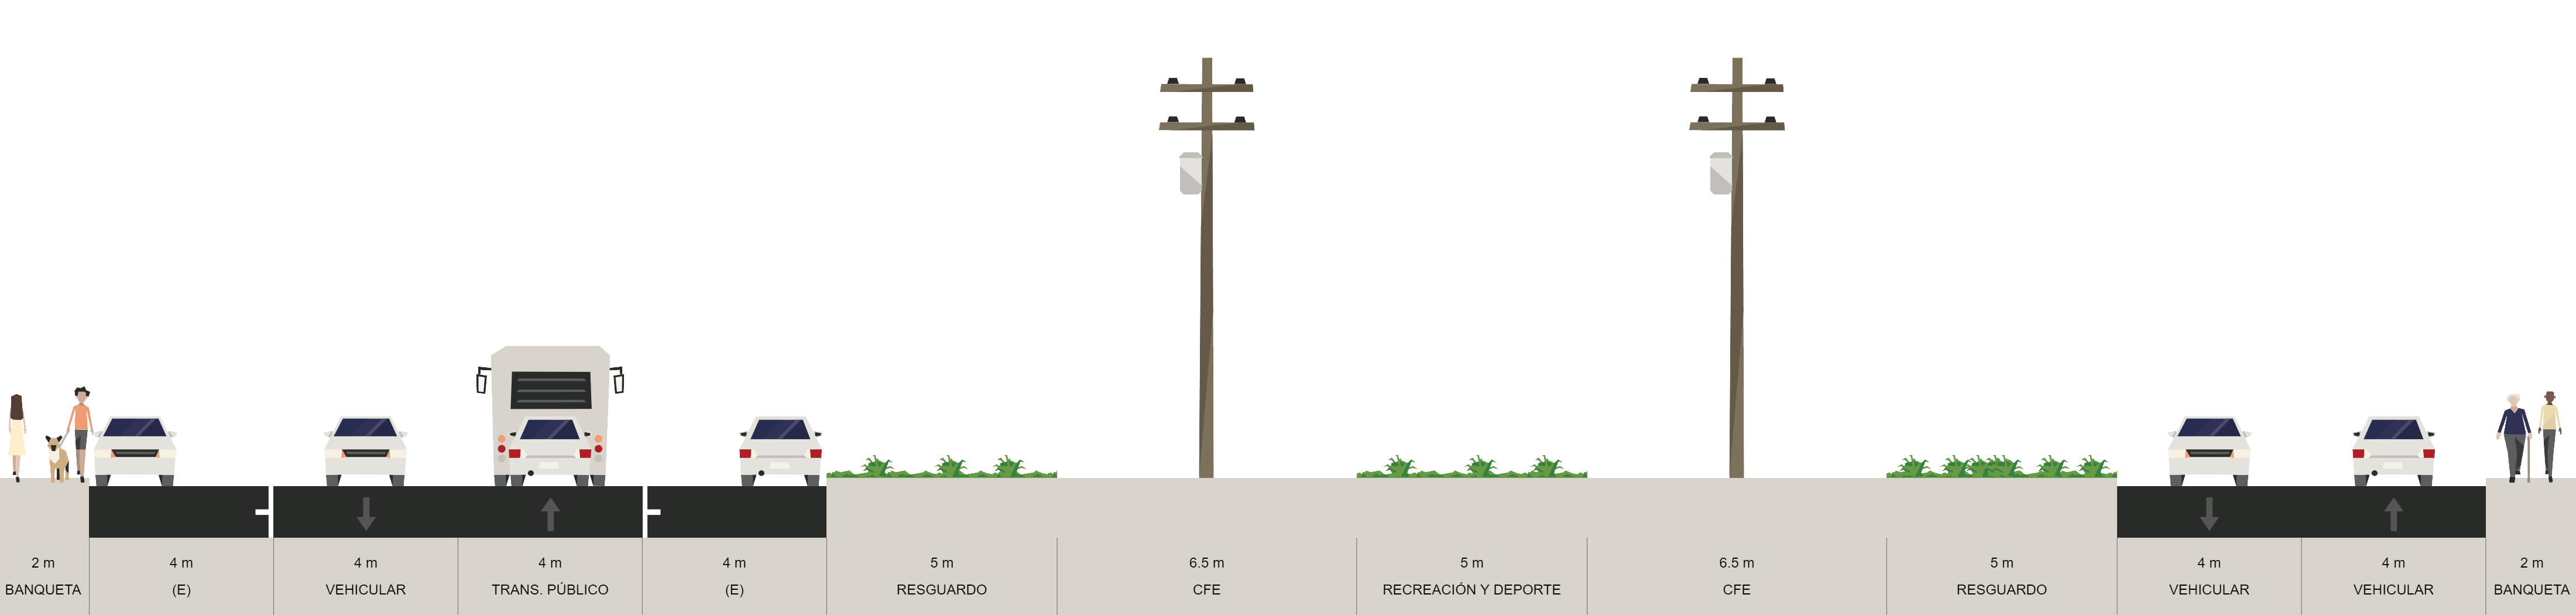 2 m 4 m 4 m 4 m 4 m 5 m 6.5 m 5 m 6.5 m 5 m 4 m 4 m 2 m
BANQUETA (E) VEHICULAR TRANS. PÚBLICO (E) RESGUARDO CFE RECREACIÓN Y DEPORTE CFE RESGUARDO VEHICULAR VEHICULAR BANQUETA